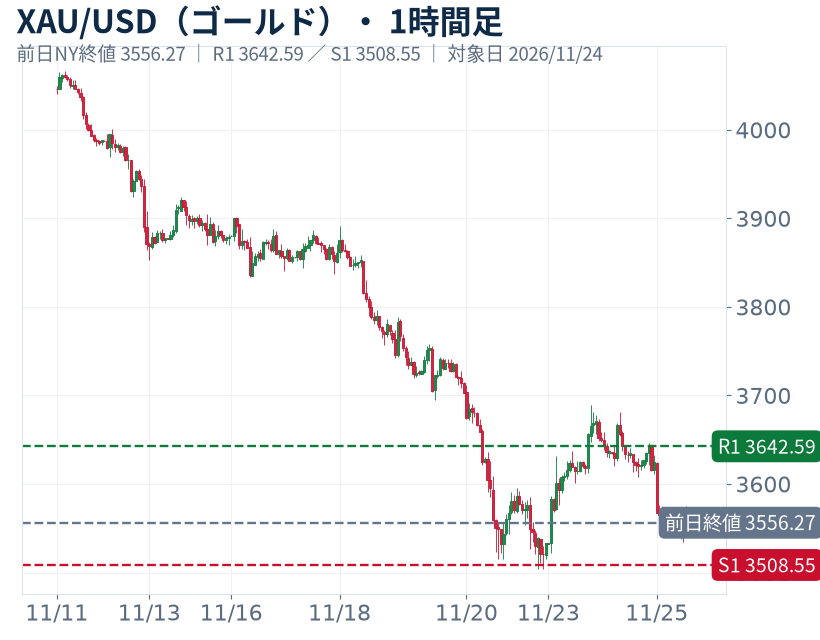 XAU/USD（ゴールド）・ 1時間足
前日NY終値 3556.27 ｜ R1 3642.59 ／ S1 3508.55 ｜ 対象日 2026/11/24
4000
3900
3800
3700
R1 3642.59
3600
前日終値 3556.27
S1 3508.55
11/11 11/13 11/16 11/18 11/20 11/23 11/25